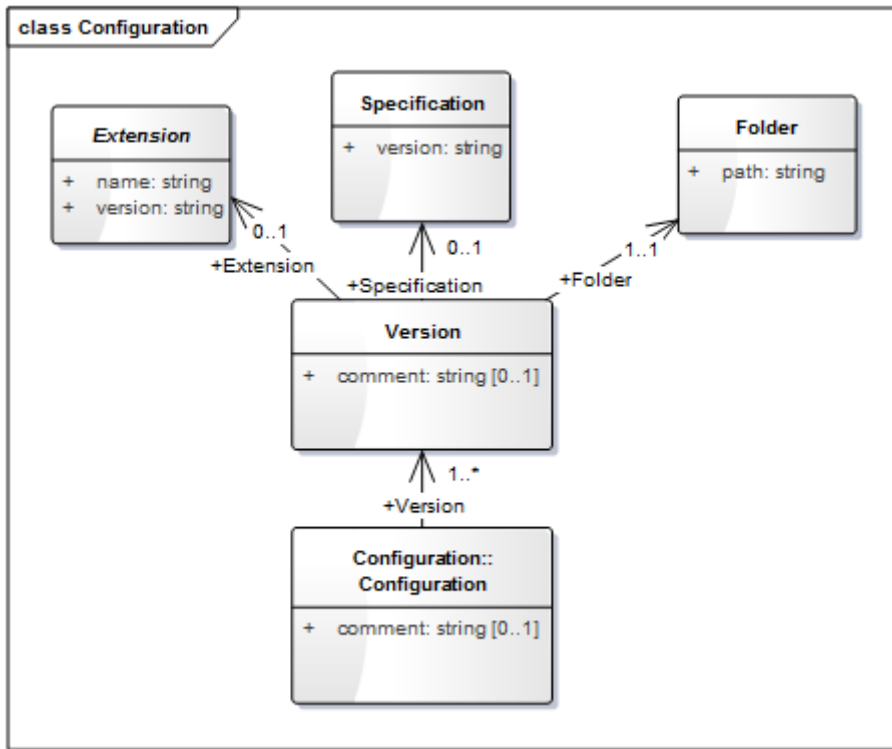 class Configuration
Extension
+ name: string
+ version: string
Specification
+ version: string
Folder
+ path: string
0..1
+Extension
0..1
+Specification
1..1
+Folder
Version
+ comment: string [0..1]
1..*
+Version
Configuration::
Configuration
+ comment: string [0..1]